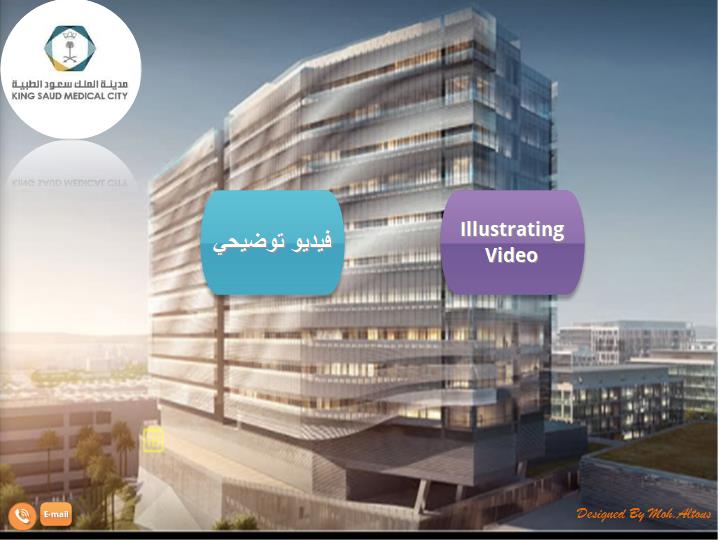 مدينة الملك سعود الطبية
KING SAUD MEDICAL CITY
فيديو توضيحي
Illustrating
Video
E-mail
Designed By Moh.Altous